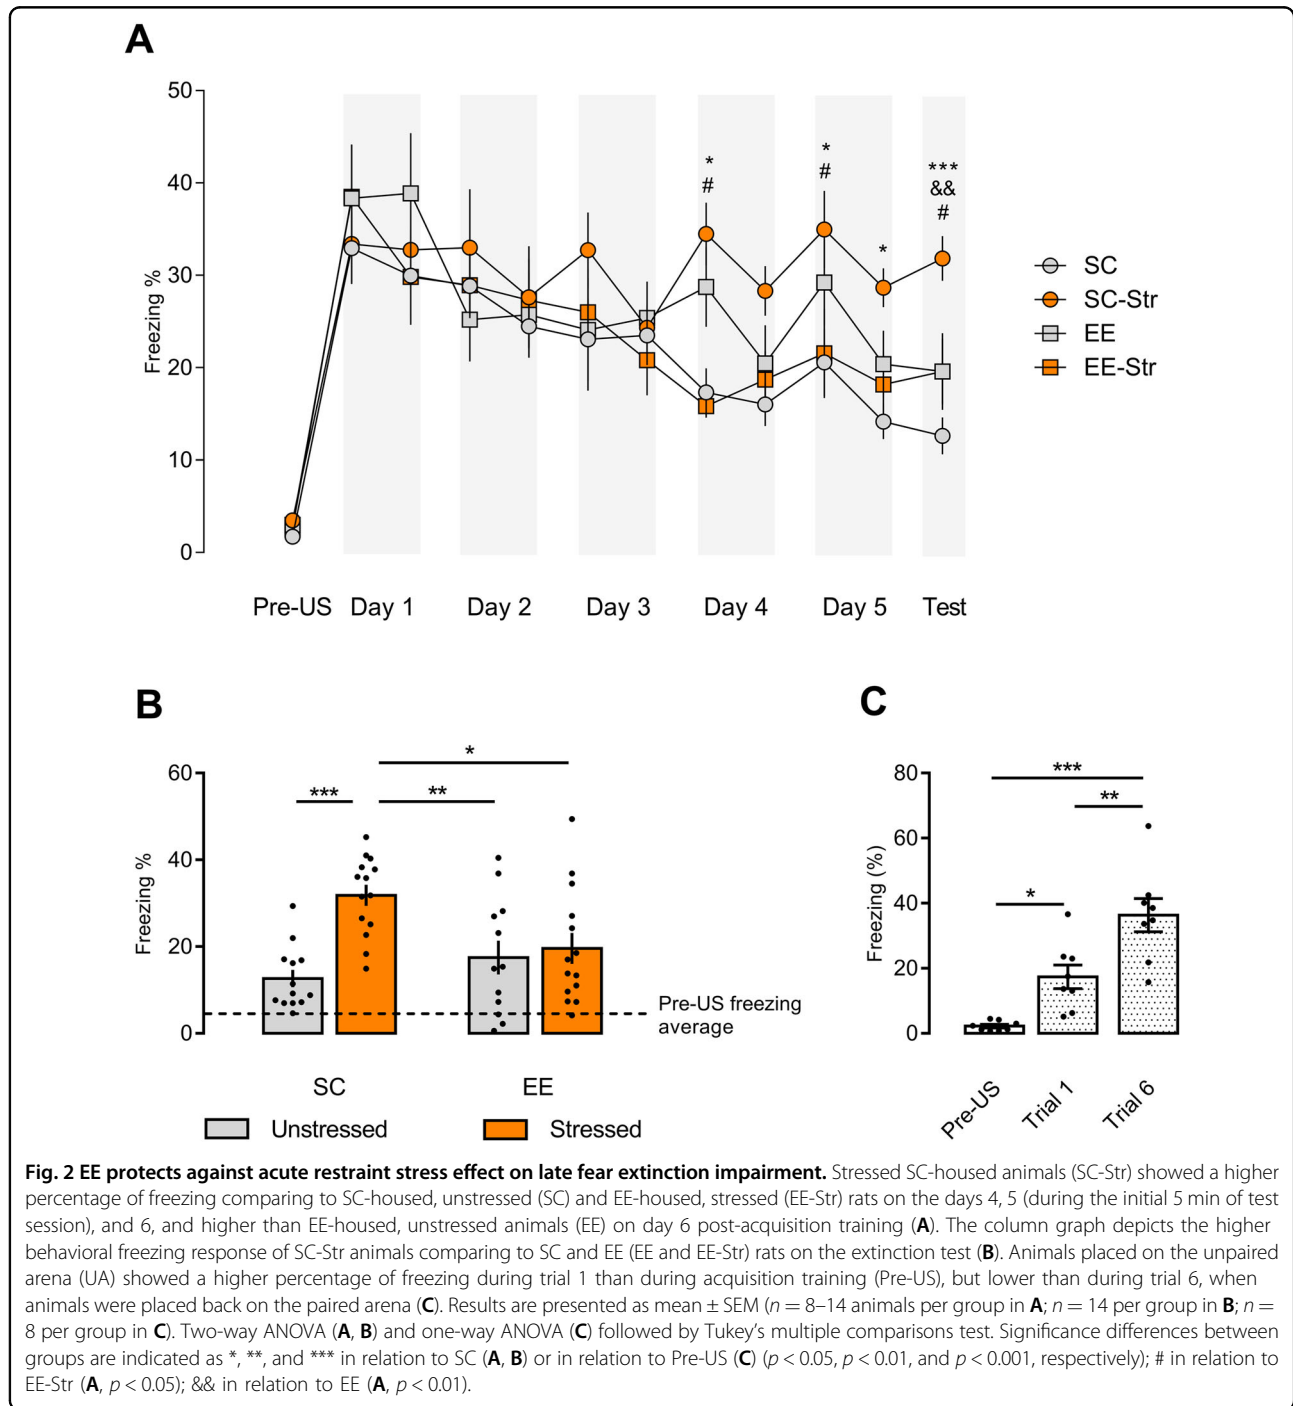 A
50
40
30
20
10
0
Freezing %
*
#
*
#
*
***
&&
#
SC
SC-Str
EE
EE-Str
Pre-US Day 1 Day 2 Day 3 Day 4 Day 5 Test
B
60
40
20
0
Freezing %
***
**
*
Pre-US freezing
average
SC EE
Unstressed Stressed
C
80
60
40
20
0
Freezing (%)
***
**
*
Pre-US Trial 1 Trial 6
Fig. 2 EE protects against acute restraint stress effect on late fear extinction impairment. Stressed SC-housed animals (SC-Str) showed a higher
percentage of freezing comparing to SC-housed, unstressed (SC) and EE-housed, stressed (EE-Str) rats on the days 4, 5 (during the initial 5 min of test
session), and 6, and higher than EE-housed, unstressed animals (EE) on day 6 post-acquisition training (A). The column graph depicts the higher
behavioral freezing response of SC-Str animals comparing to SC and EE (EE and EE-Str) rats on the extinction test (B). Animals placed on the unpaired
arena (UA) showed a higher percentage of freezing during trial 1 than during acquisition training (Pre-US), but lower than during trial 6, when
animals were placed back on the paired arena (C). Results are presented as mean ± SEM (n = 8–14 animals per group in A; n = 14 per group in B; n =
8 per group in C). Two-way ANOVA (A, B) and one-way ANOVA (C) followed by Tukey's multiple comparisons test. Significance differences between
groups are indicated as *, **, and *** in relation to SC (A, B) or in relation to Pre-US (C) (p < 0.05, p < 0.01, and p < 0.001, respectively); # in relation to
EE-Str (A, p < 0.05); && in relation to EE (A, p < 0.01).